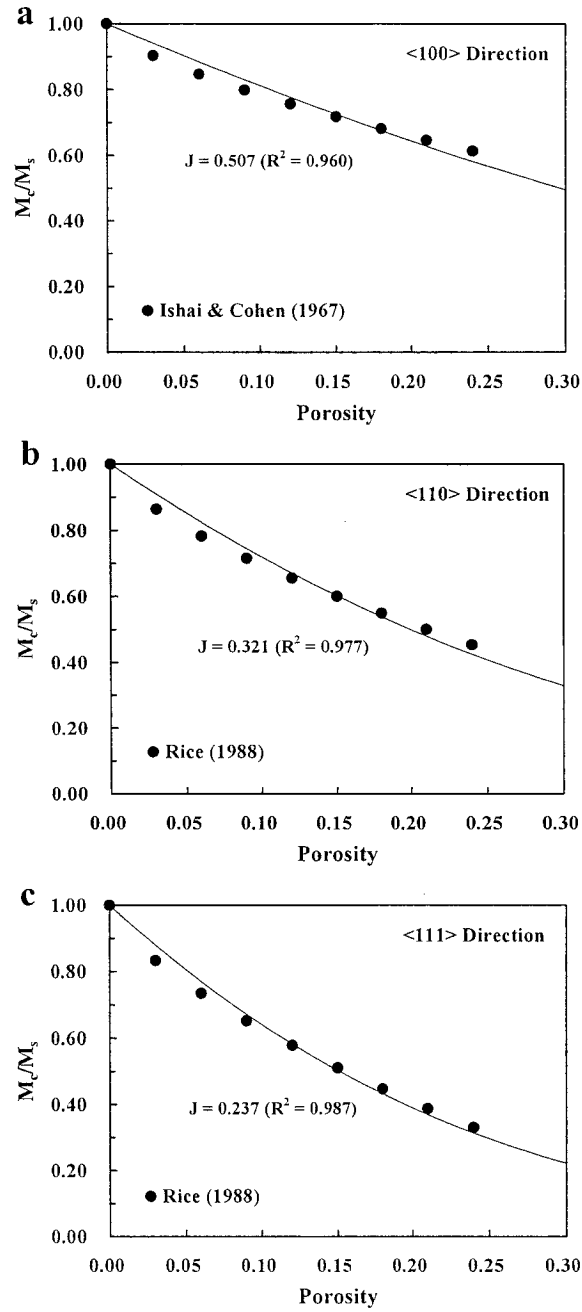 a
1.00
<100> Direction
0.80
0.60
M_c/M_s
J = 0.507 (R² = 0.960)
0.40
0.20
Ishai & Cohen (1967)
0.00
0.00 0.05 0.10 0.15 0.20 0.25 0.30
Porosity
b
1.00
<110> Direction
0.80
0.60
M_c/M_s
J = 0.321 (R² = 0.977)
0.40
0.20
Rice (1988)
0.00
0.00 0.05 0.10 0.15 0.20 0.25 0.30
Porosity
c
1.00
<111> Direction
0.80
0.60
M_c/M_s
J = 0.237 (R² = 0.987)
0.40
0.20
Rice (1988)
0.00
0.00 0.05 0.10 0.15 0.20 0.25 0.30
Porosity